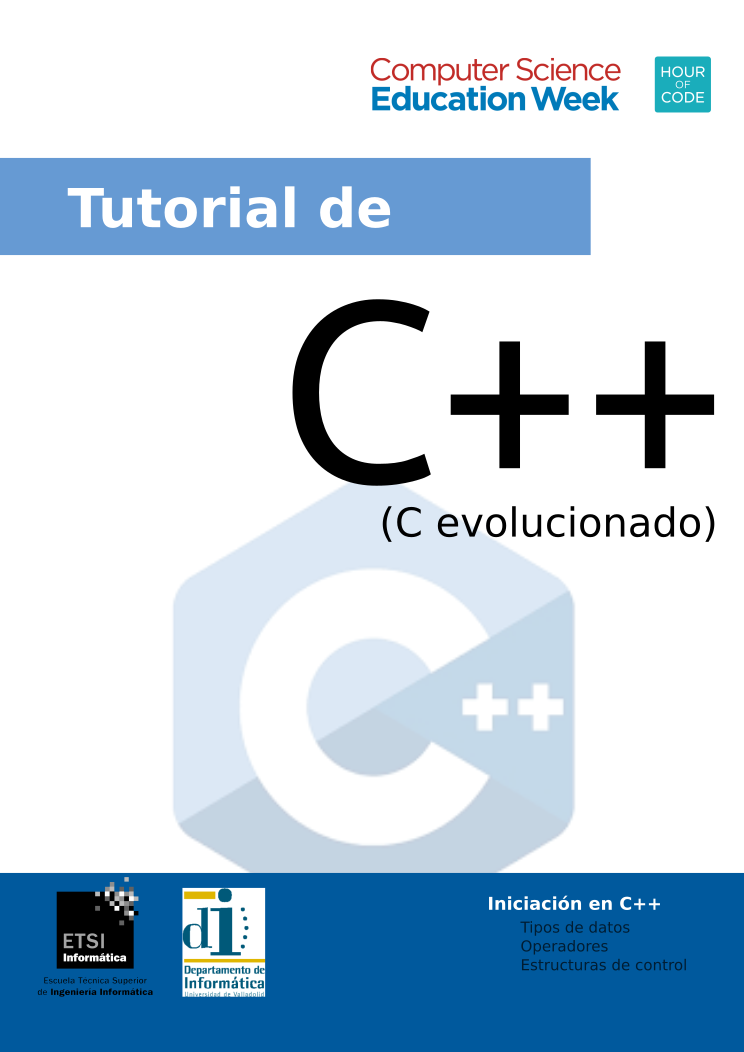 Computer Science
Education Week
HOUR
OF
CODE
Tutorial de
C++
(C evolucionado)
C++
ETSI
Informática
Escuela Técnica Superior
de Ingeniería Informática
di
Departamento de
Informática
Universidad de Valladolid
Iniciación en C++
Tipos de datos
Operadores
Estructuras de control